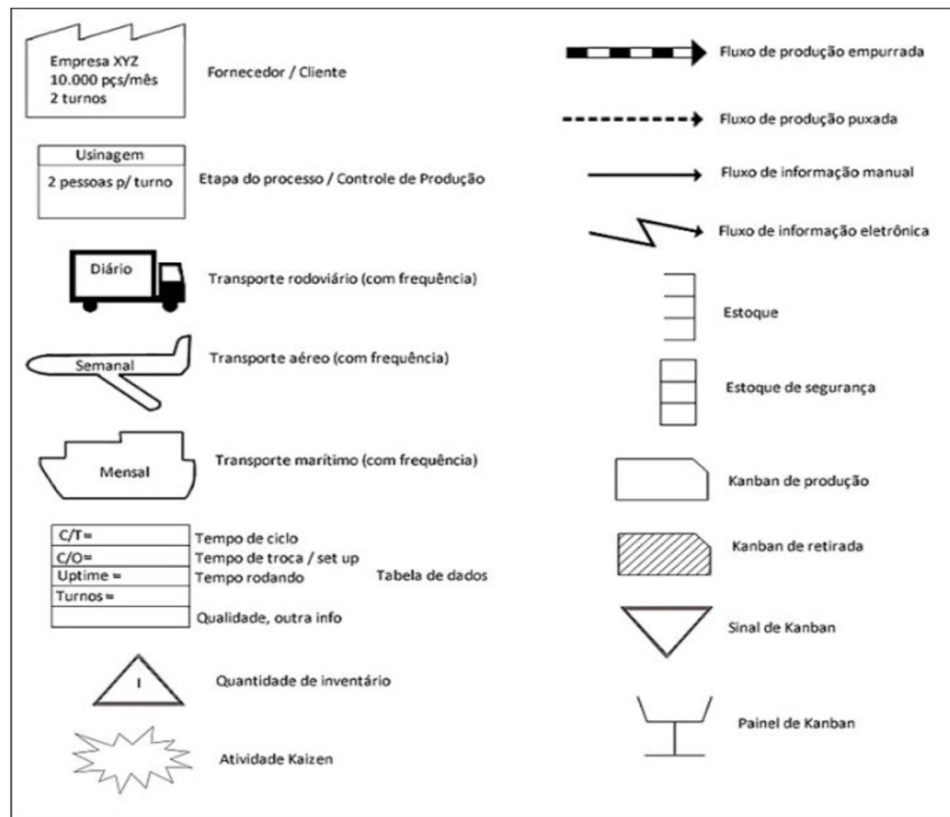 Empresa XYZ
10.000 pçs/mês
2 turnos
Fornecedor / Cliente
Usinagem
2 pessoas p/ turno
Etapa do processo / Controle de Produção
Diário
Transporte rodoviário (com frequência)
Semanal
Transporte aéreo (com frequência)
Mensal
Transporte marítimo (com frequência)
C/T=
Tempo de ciclo
C/O=
Tempo de troca / set up
Uptime =
Tempo rodando
Tabela de dados
Turnos=
Qualidade, outra info
I
Quantidade de inventário
Atividade Kaizen
Fluxo de produção empurrada
Fluxo de produção puxada
Fluxo de informação manual
Fluxo de informação eletrônica
Estoque
Estoque de segurança
Kanban de produção
Kanban de retirada
Sinal de Kanban
Painel de Kanban